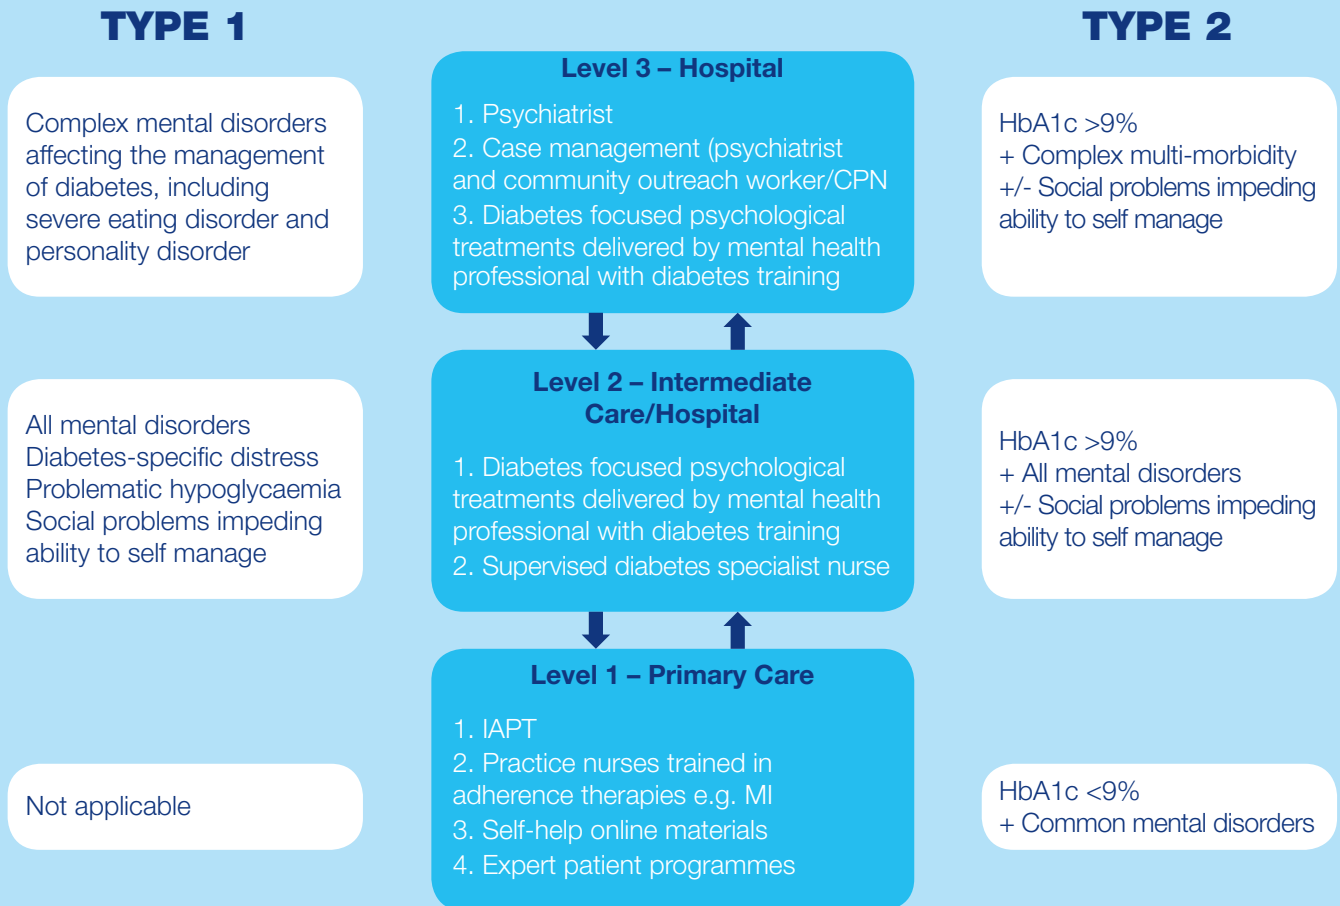 TYPE 1
TYPE 2
Level 3 – Hospital
Complex mental disorders
affecting the management
of diabetes, including
severe eating disorder and
personality disorder
1. Psychiatrist
2. Case management (psychiatrist
and community outreach worker/CPN
3. Diabetes focused psychological
treatments delivered by mental health
professional with diabetes training
HbA1c >9%
+ Complex multi-morbidity
+/- Social problems impeding
ability to self manage
Level 2 – Intermediate
Care/Hospital
All mental disorders
Diabetes-specific distress
Problematic hypoglycaemia
Social problems impeding
ability to self manage
1. Diabetes focused psychological
treatments delivered by mental health
professional with diabetes training
2. Supervised diabetes specialist nurse
HbA1c >9%
+ All mental disorders
+/- Social problems impeding
ability to self manage
Level 1 – Primary Care
Not applicable
1. IAPT
2. Practice nurses trained in
adherence therapies e.g. MI
3. Self-help online materials
4. Expert patient programmes
HbA1c <9%
+ Common mental disorders